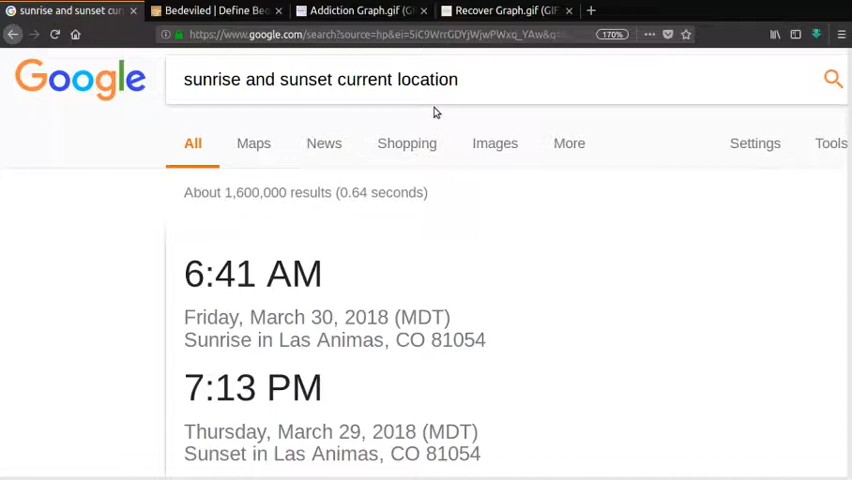 sunrise and sunset cur
Bedeviled | Define Be
Addiction Graph.gif (G
Recover Graph.gif (GIF
https://www.google.com/search?source=hp&ei=5iC9WrrGDYjWjwPWxq_YAw&q=
170%
Google
sunrise and sunset current location
All Maps News Shopping Images More Settings Tools
About 1,600,000 results (0.64 seconds)
6:41 AM
Friday, March 30, 2018 (MDT)
Sunrise in Las Animas, CO 81054
7:13 PM
Thursday, March 29, 2018 (MDT)
Sunset in Las Animas, CO 81054